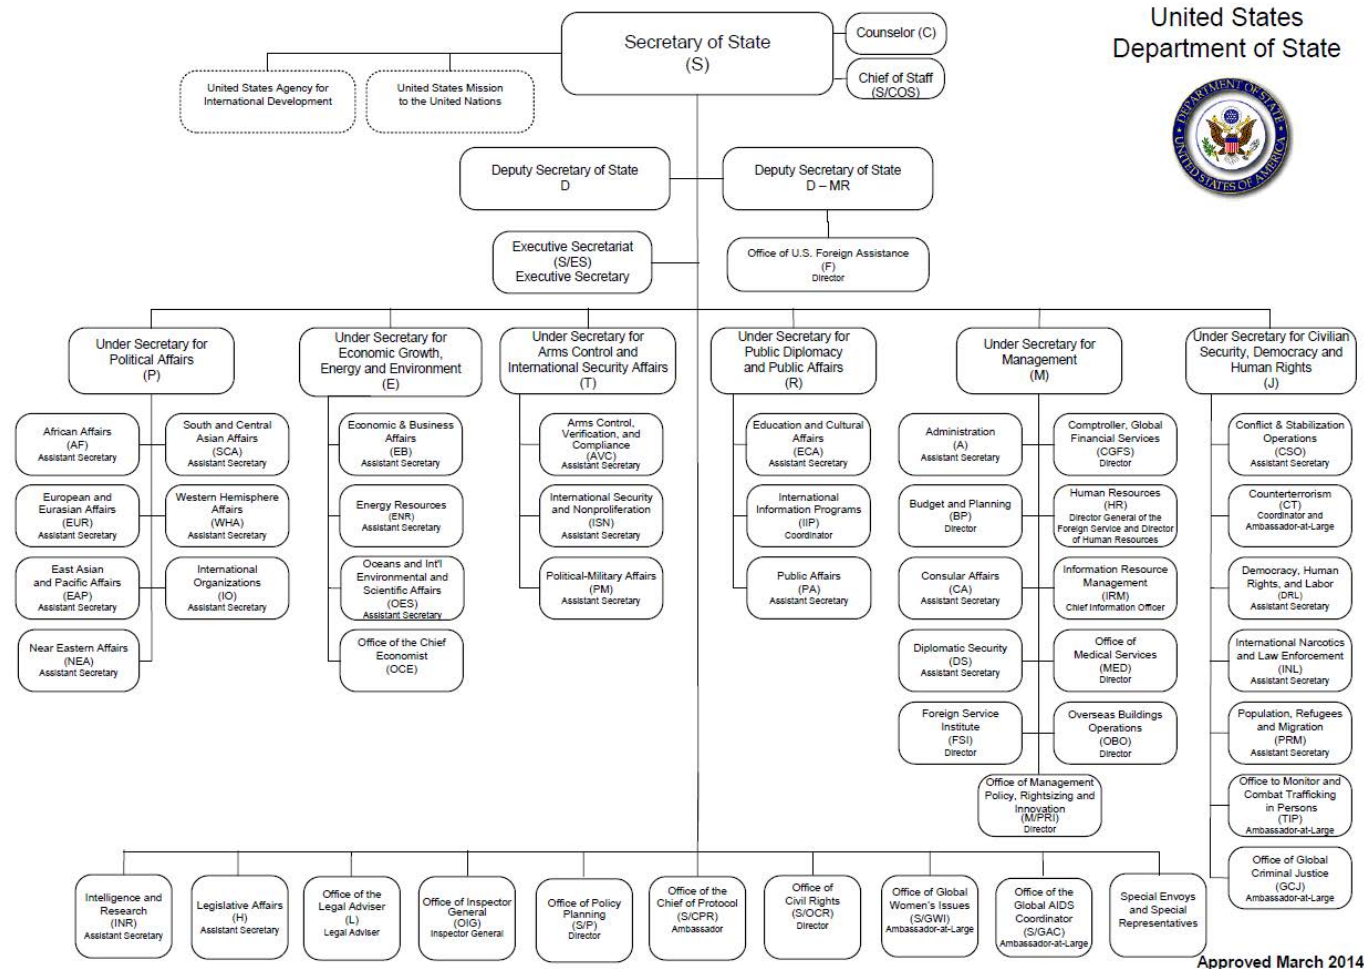 United States
Department of State
DEPARTMENT OF STATE
UNITED STATES OF AMERICA
Secretary of State
(S)
Counselor (C)
Chief of Staff
(S/COS)
United States Agency for
International Development
United States Mission
to the United Nations
Deputy Secretary of State
D
Deputy Secretary of State
D – MR
Executive Secretariat
(S/ES)
Executive Secretary
Office of U.S. Foreign Assistance
(F)
Director
Under Secretary for
Political Affairs
(P)
Under Secretary for
Economic Growth,
Energy and Environment
(E)
Under Secretary for
Arms Control and
International Security Affairs
(T)
Under Secretary for
Public Diplomacy
and Public Affairs
(R)
Under Secretary for
Management
(M)
Under Secretary for Civilian
Security, Democracy and
Human Rights
(J)
African Affairs
(AF)
Assistant Secretary
South and Central
Asian Affairs
(SCA)
Assistant Secretary
European and
Eurasian Affairs
(EUR)
Assistant Secretary
Western Hemisphere
Affairs
(WHA)
Assistant Secretary
East Asian
and Pacific Affairs
(EAP)
Assistant Secretary
International
Organizations
(IO)
Assistant Secretary
Near Eastern Affairs
(NEA)
Assistant Secretary
Economic & Business
Affairs
(EB)
Assistant Secretary
Energy Resources
(ENR)
Assistant Secretary
Oceans and Int'l
Environmental and
Scientific Affairs
(OES)
Assistant Secretary
Office of the Chief
Economist
(OCE)
Arms Control,
Verification, and
Compliance
(AVC)
Assistant Secretary
International Security
and Nonproliferation
(ISN)
Assistant Secretary
Political-Military Affairs
(PM)
Assistant Secretary
Education and Cultural
Affairs
(ECA)
Assistant Secretary
International
Information Programs
(IIP)
Coordinator
Public Affairs
(PA)
Assistant Secretary
Administration
(A)
Assistant Secretary
Comptroller, Global
Financial Services
(CGFS)
Director
Budget and Planning
(BP)
Director
Human Resources
(HR)
Director General of the
Foreign Service and Director
of Human Resources
Consular Affairs
(CA)
Assistant Secretary
Information Resource
Management
(IRM)
Chief Information Officer
Diplomatic Security
(DS)
Assistant Secretary
Office of
Medical Services
(MED)
Director
Foreign Service
Institute
(FSI)
Director
Overseas Buildings
Operations
(OBO)
Director
Office of Management
Policy, Rightsizing and
Innovation
(M/PRI)
Director
Conflict & Stabilization
Operations
(CSO)
Assistant Secretary
Counterterrorism
(CT)
Coordinator and
Ambassador-at-Large
Democracy, Human
Rights, and Labor
(DRL)
Assistant Secretary
International Narcotics
and Law Enforcement
(INL)
Assistant Secretary
Population, Refugees
and Migration
(PRM)
Assistant Secretary
Office to Monitor and
Combat Trafficking
in Persons
(TIP)
Ambassador-at-Large
Office of Global
Criminal Justice
(GCJ)
Ambassador-at-Large
Intelligence and
Research
(INR)
Assistant Secretary
Legislative Affairs
(H)
Assistant Secretary
Office of the
Legal Adviser
(L)
Legal Adviser
Office of Inspector
General
(OIG)
Inspector General
Office of Policy
Planning
(S/P)
Director
Office of the
Chief of Protocol
(S/CPR)
Ambassador
Office of
Civil Rights
(S/OCR)
Director
Office of Global
Women's Issues
(S/GWI)
Ambassador-at-Large
Office of the
Global AIDS
Coordinator
(S/GAC)
Ambassador-at-Large
Special Envoys
and Special
Representatives
Approved March 2014